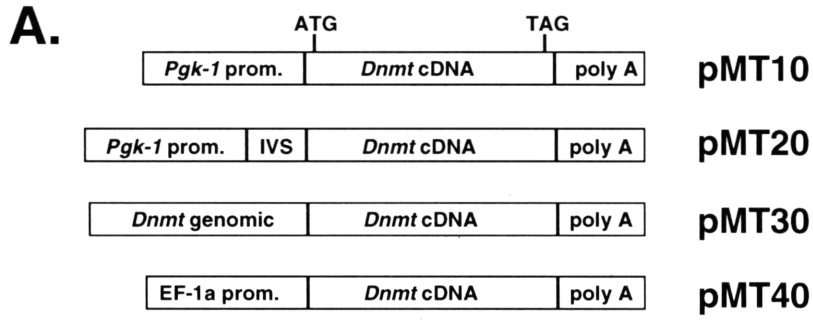 A.
ATG TAG
Pgk-1 prom. Dnmt cDNA poly A pMT10
Pgk-1 prom. IVS Dnmt cDNA poly A pMT20
Dnmt genomic Dnmt cDNA poly A pMT30
EF-1a prom. Dnmt cDNA poly A pMT40